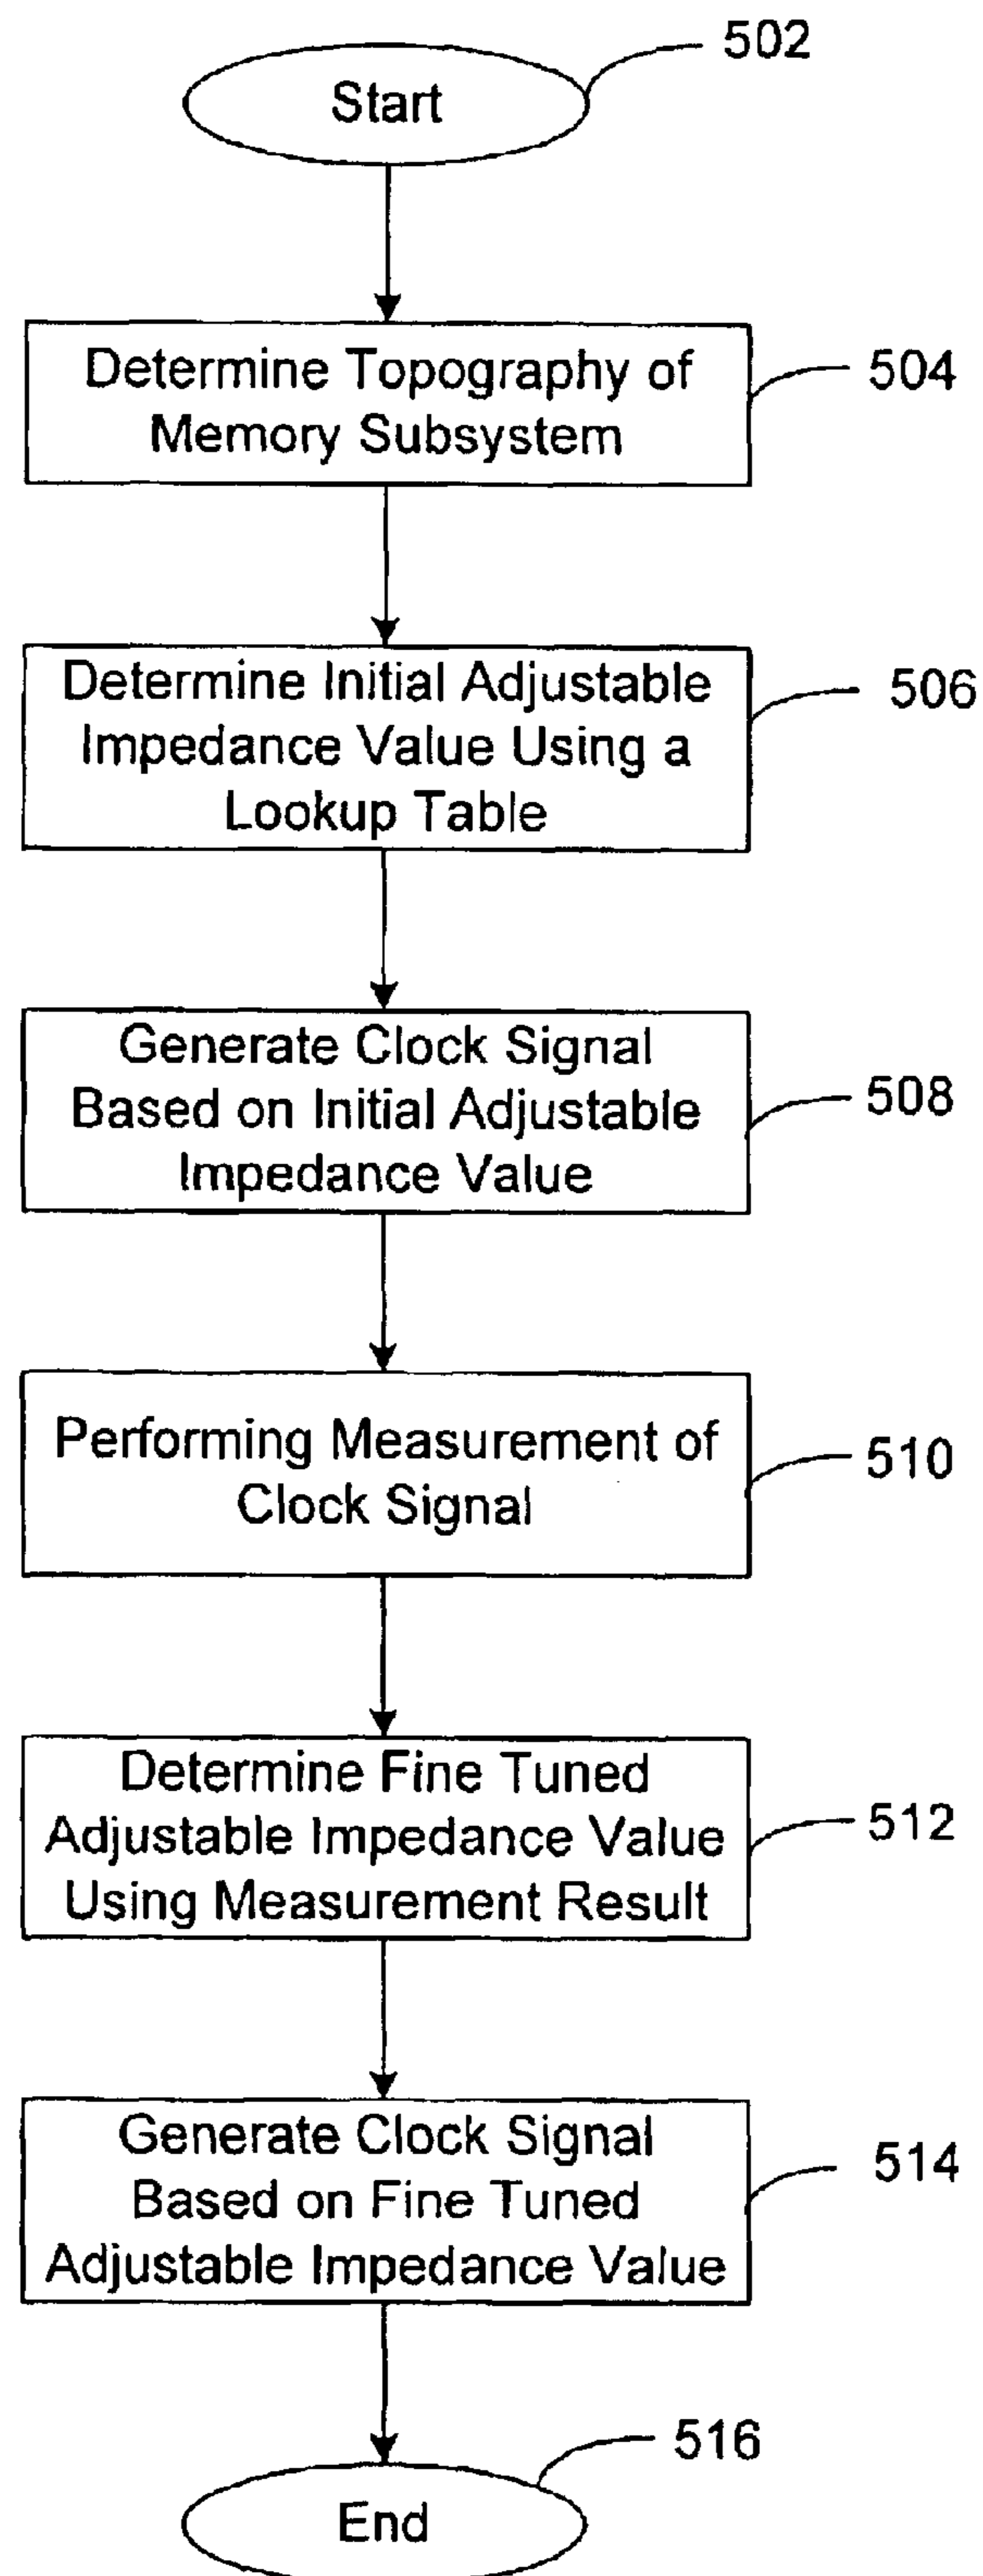 502
Start
Determine Topography of
Memory Subsystem
504
Determine Initial Adjustable
Impedance Value Using a
Lookup Table
506
Generate Clock Signal
Based on Initial Adjustable
Impedance Value
508
Performing Measurement of
Clock Signal
510
Determine Fine Tuned
Adjustable Impedance Value
Using Measurement Result
512
Generate Clock Signal
Based on Fine Tuned
Adjustable Impedance Value
514
516
End